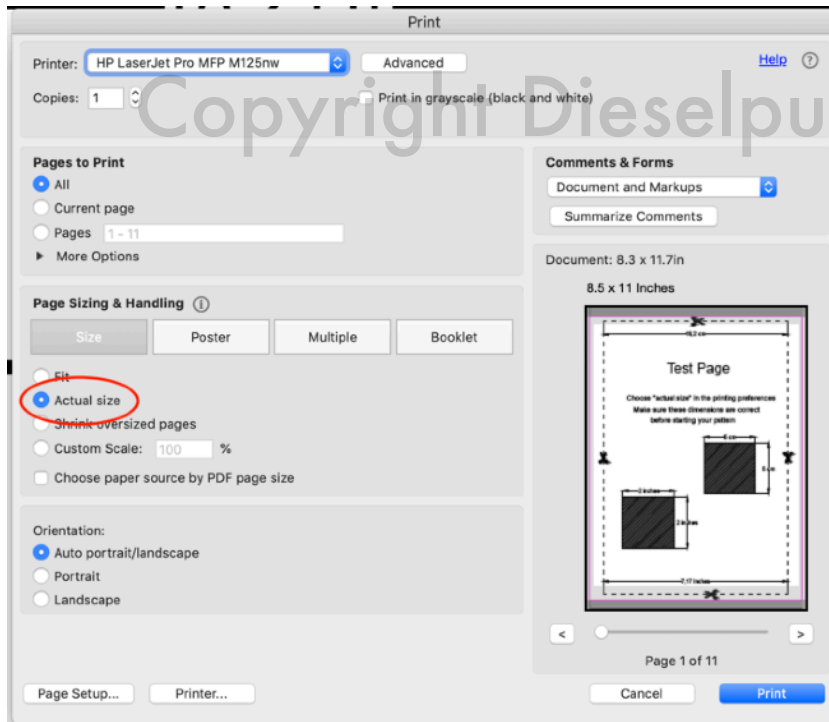 Print
Printer: HP LaserJet Pro MFP M125nw Advanced Help ?
Copies: 1 Print in grayscale (black and white)
Copyright Dieselpu
Pages to Print
All
Current page
Pages 1 - 11
More Options
Comments & Forms
Document and Markups
Summarize Comments
Page Sizing & Handling
Size Poster Multiple Booklet
Fit
Actual size
Shrink oversized pages
Custom Scale: 100 %
Choose paper source by PDF page size
Orientation:
Auto portrait/landscape
Portrait
Landscape
Document: 8.3 x 11.7in
8.5 x 11 Inches
Test Page
Choose "actual size" in the printing preferences
Make sure these dimensions are correct
before starting your pattern
2 inches
7,17 inches
< >
Page 1 of 11
Page Setup... Printer... Cancel Print